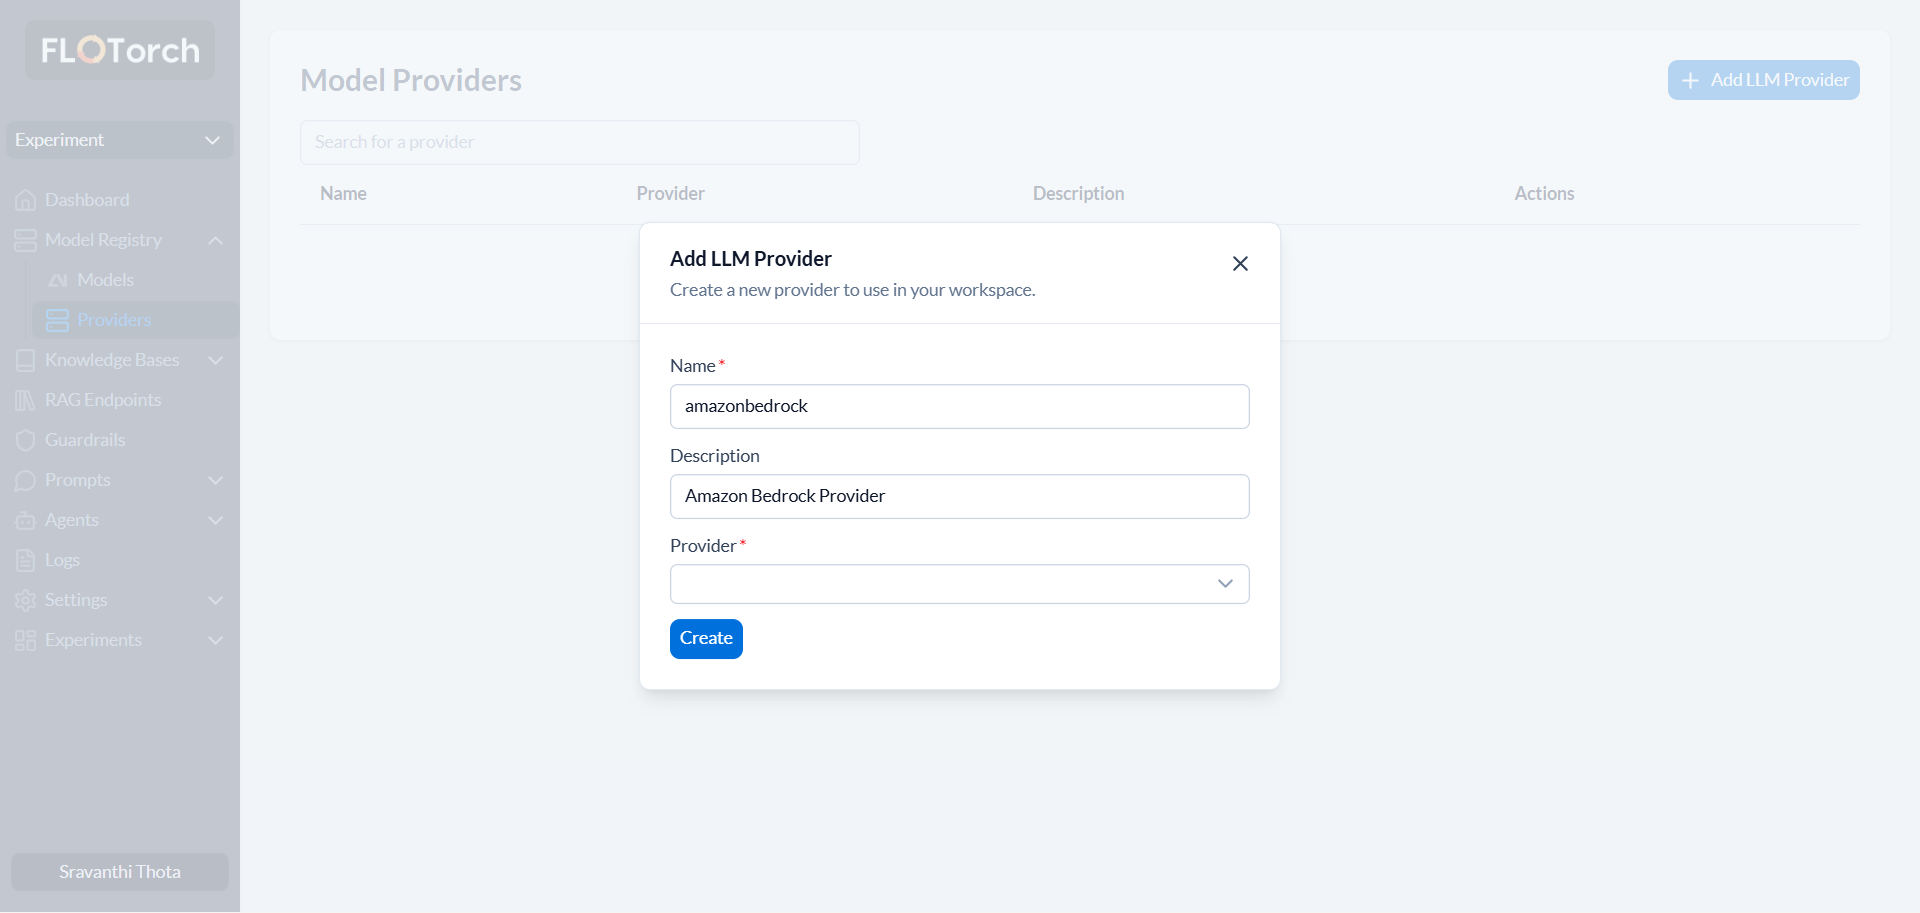 FLOTorch
Experiment
Dashboard
Model Registry
Models
Providers
Knowledge Bases
RAG Endpoints
Guardrails
Prompts
Agents
Logs
Settings
Experiments
Sravanthi Thota
Model Providers
Add LLM Provider
Search for a provider
Name Provider Description Actions
Add LLM Provider
Create a new provider to use in your workspace.
Name*
amazonbedrock
Description
Amazon Bedrock Provider
Provider*
Create